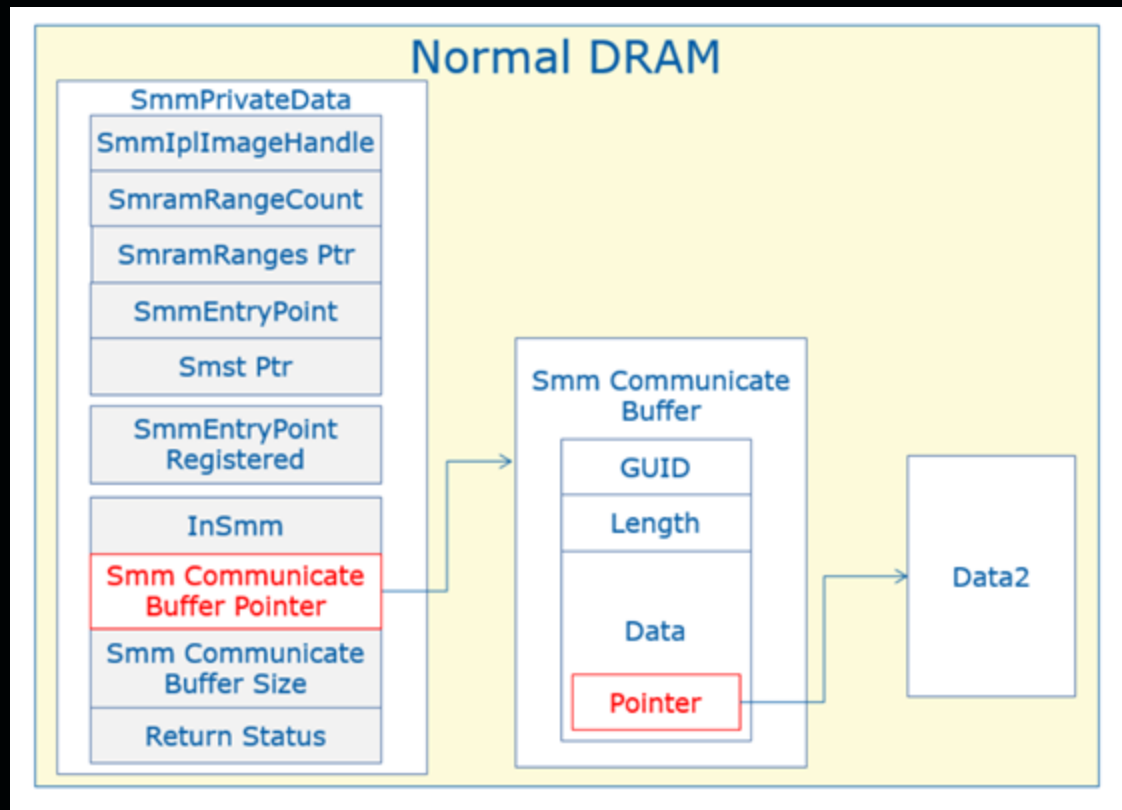 Normal DRAM
SmmPrivateData
SmmIplImageHandle
SmramRangeCount
SmramRanges Ptr
SmmEntryPoint
Smst Ptr
SmmEntryPoint
Registered
InSmm
Smm Communicate
Buffer Pointer
Smm Communicate
Buffer Size
Return Status
Smm Communicate
Buffer
GUID
Length
Data
Pointer
Data2